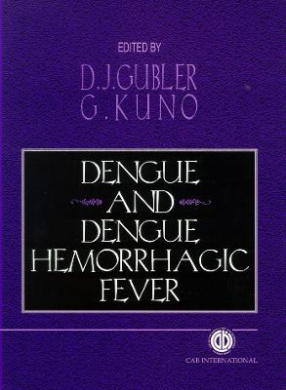 EDITED BY
D.J.GUBLER
G.KUNO
DENGUE
AND
DENGUE
HEMORRHAGIC
FEVER
CAB INTERNATIONAL